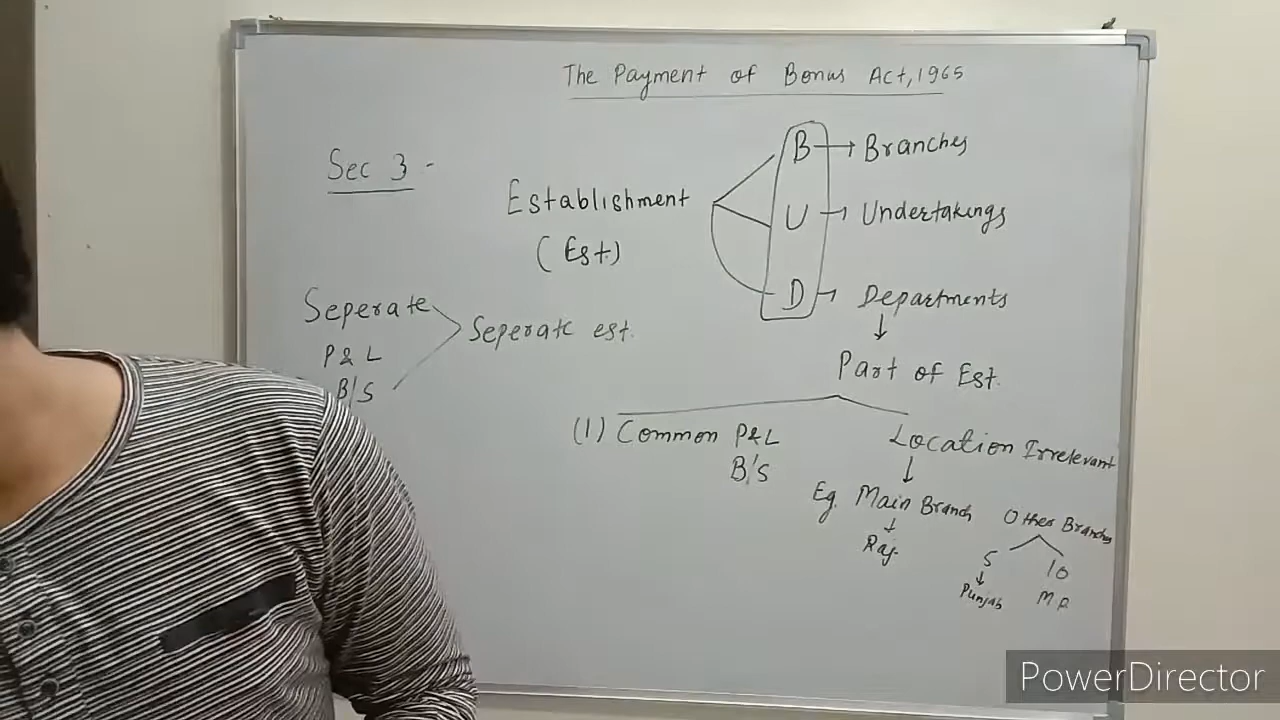 The Payment of Bonus Act, 1965
Sec 3 -
Establishment
(Est.)
B → Branches
U → Undertakings
D → Departments
↓
Part of Est.
Seperate
P & L
B/S
Seperate est.
(1) Common P&L
B/S
Location Irrelevant
↓
Eg. Main Branch
↓
Raj.
Other Branches
5
↓
Punjab
10
M P
PowerDirector